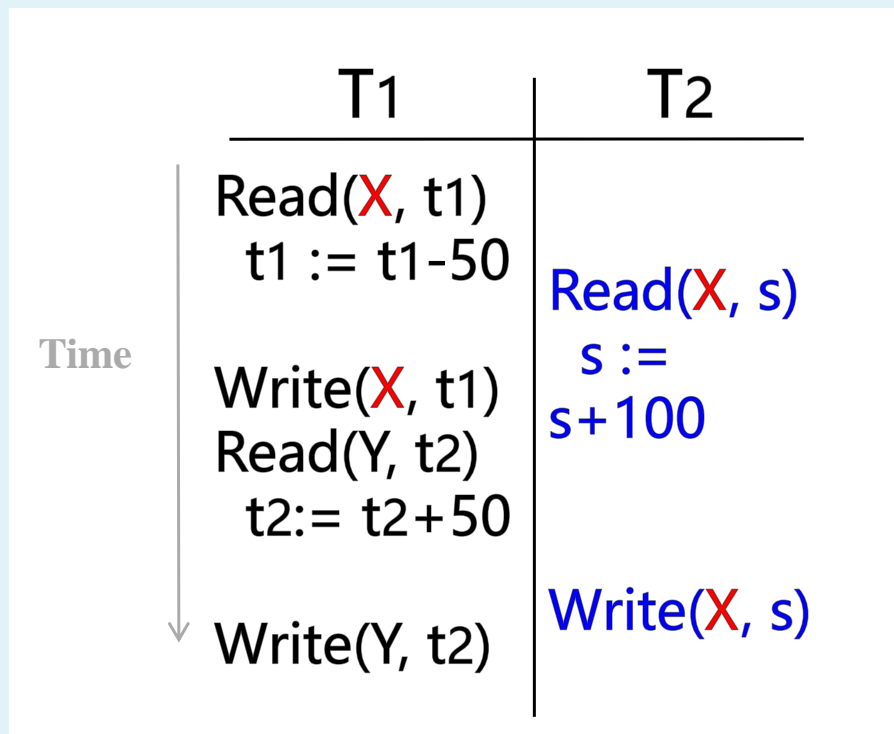 T1
T2
Time
Read(X, t1)
t1 := t1-50
Write(X, t1)
Read(Y, t2)
t2:= t2+50
Write(Y, t2)
Read(X, s)
s :=
s+100
Write(X, s)